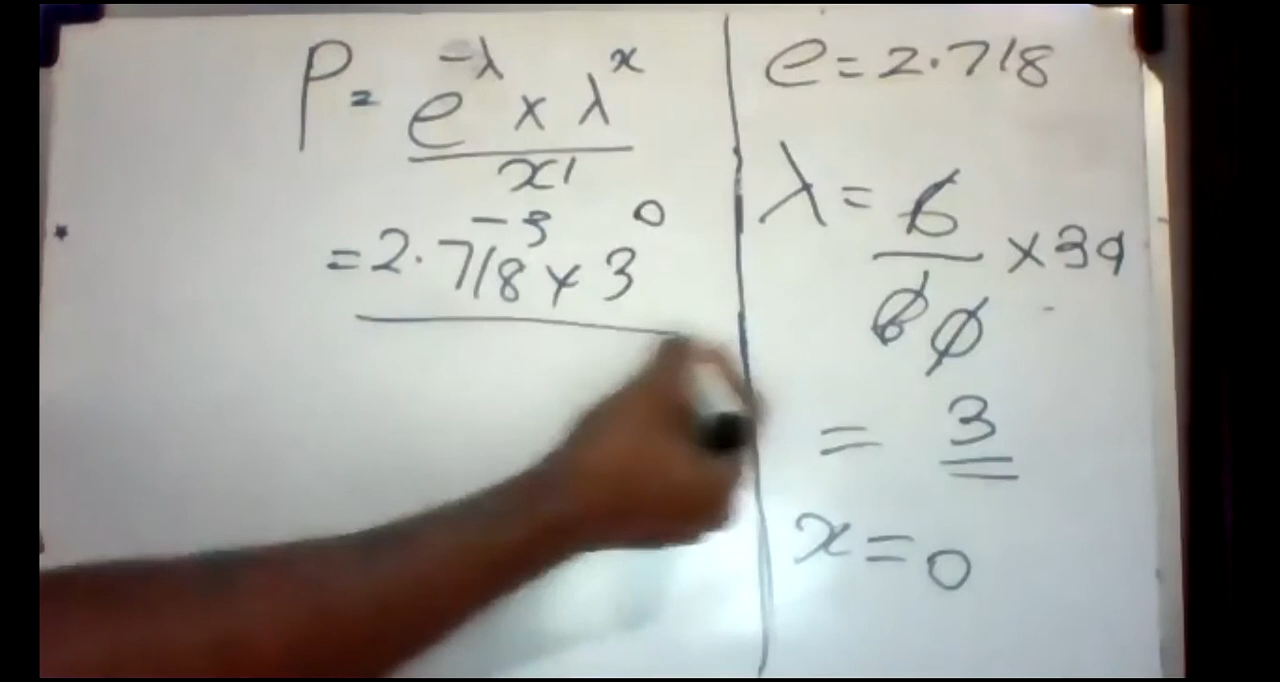 P = e^-λ × λ^x
x!
= 2.718^-3 × 3^0
e = 2.718
λ = 6
60 × 30
= 3
x = 0